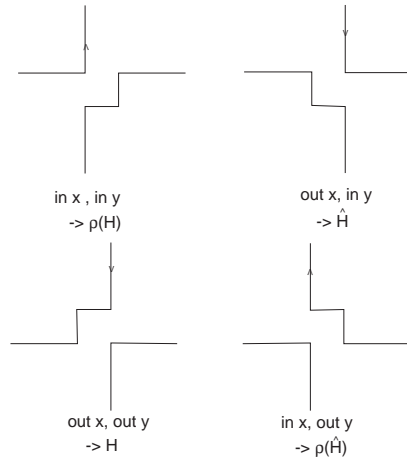 in x , in y
-> ρ(H)
out x, in y
-> Ĥ
out x, out y
-> H
in x, out y
-> ρ(Ĥ)